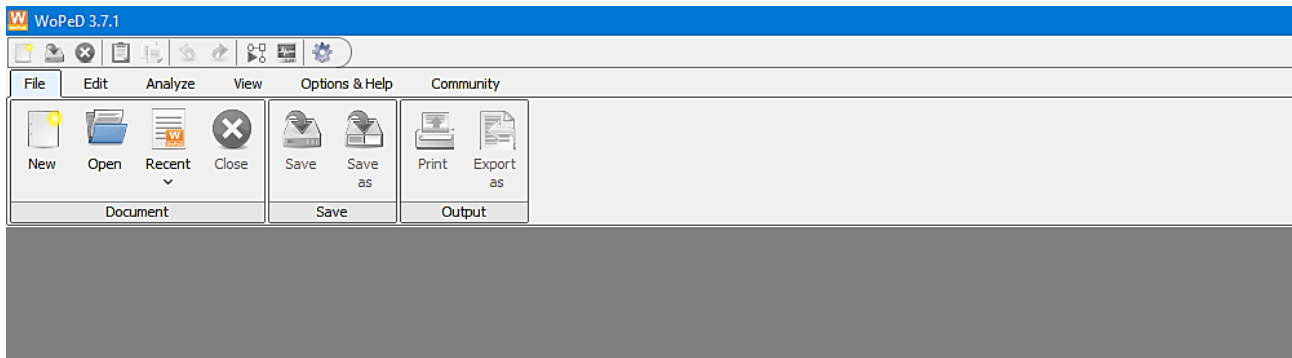 WoPeD 3.7.1
File Edit Analyze View Options & Help Community
New Open Recent Close Save Save as Print Export as
Document Save Output